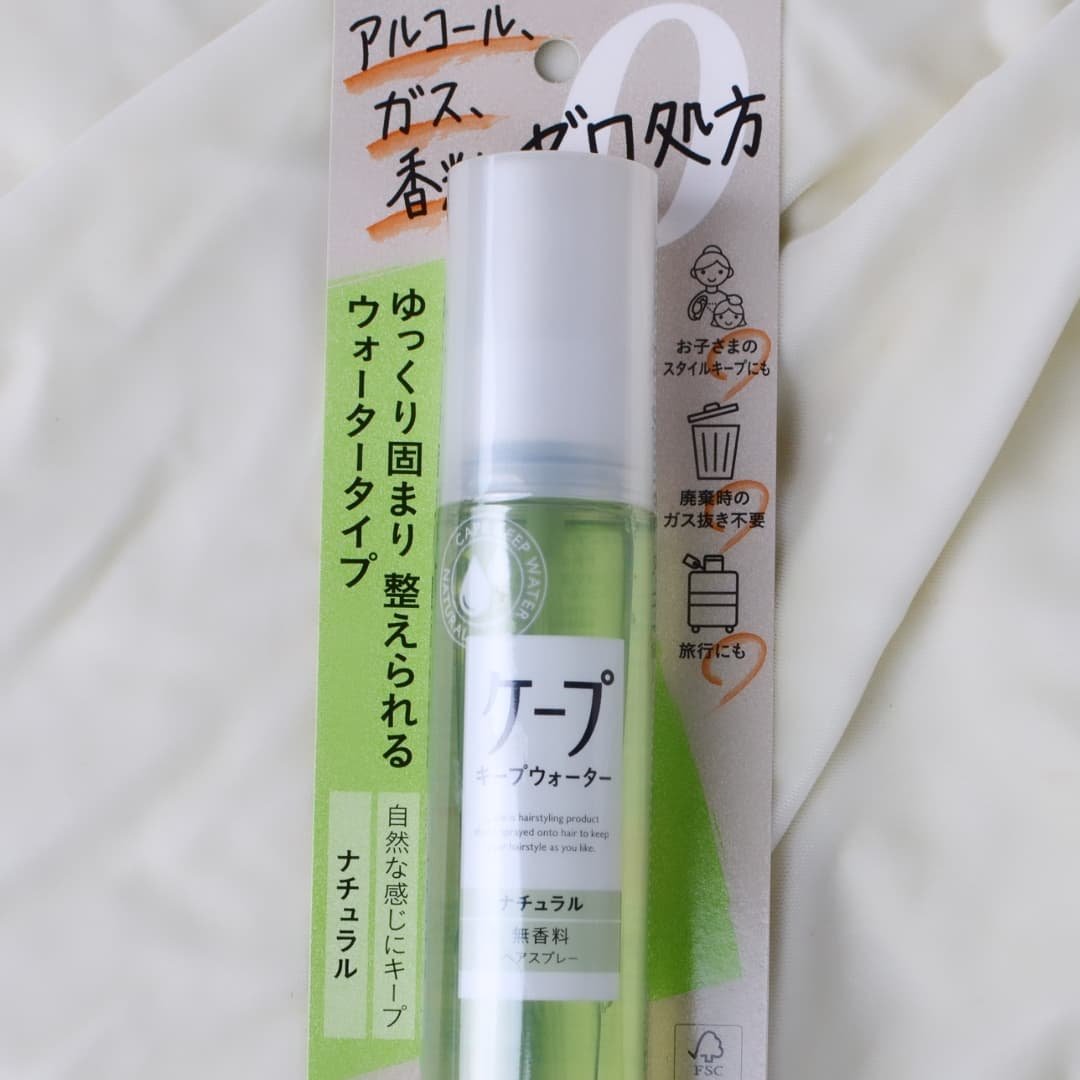 アルコール、
ガス、
香料
ゼロ処方
0
ゆっくり固まり 整えられる
ウォータータイプ
自然な感じにキープ
ナチュラル
お子さまの
スタイルキープにも
廃棄時の
ガス抜き不要
旅行にも
CAPE KEEP WATER
NATURAL
ケープ
キープウォーター
is hairstyling product
sprayed onto hair to keep
hairstyle as you like.
ナチュラル
無香料
ヘアスプレー
FSC